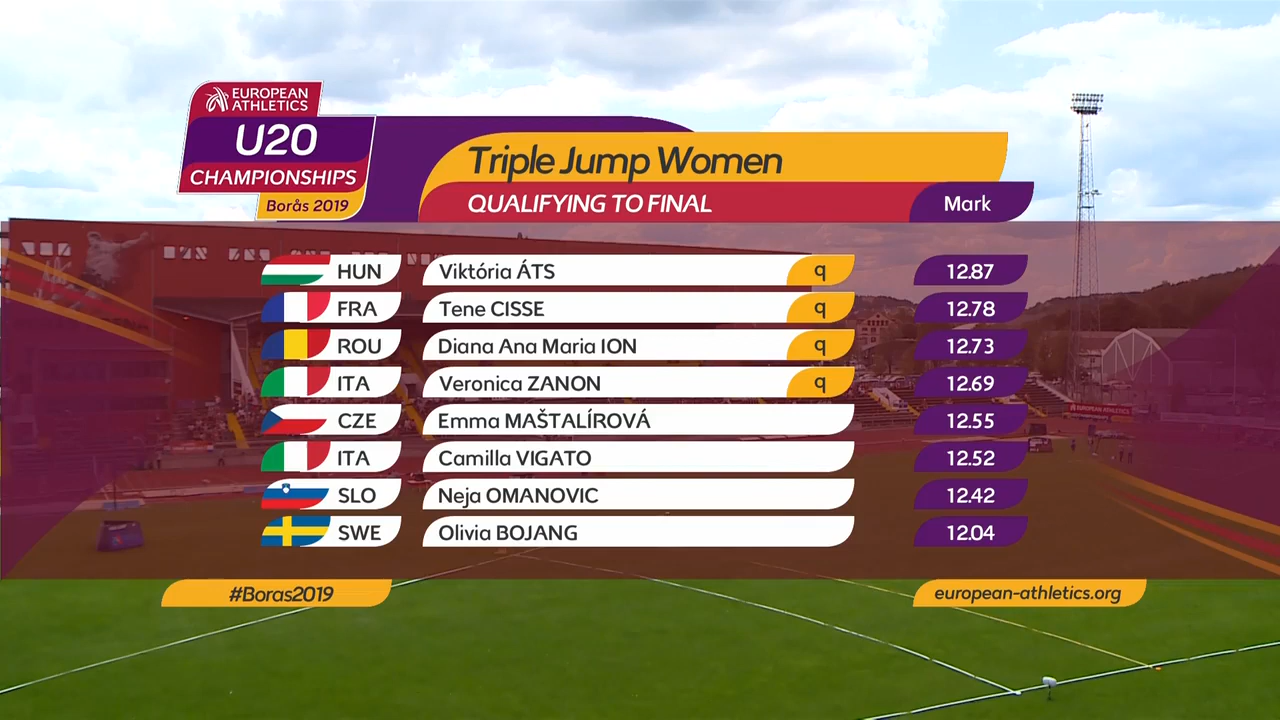 EUROPEAN
ATHLETICS
U20
CHAMPIONSHIPS
Borås 2019
Triple Jump Women
QUALIFYING TO FINAL
Mark
HUN Viktória ÁTS q 12.87
FRA Tene CISSE q 12.78
ROU Diana Ana Maria ION q 12.73
ITA Veronica ZANON q 12.69
CZE Emma MAŠTALÍROVÁ 12.55
ITA Camilla VIGATO 12.52
SLO Neja OMANOVIC 12.42
SWE Olivia BOJANG 12.04
#Boras2019
european-athletics.org